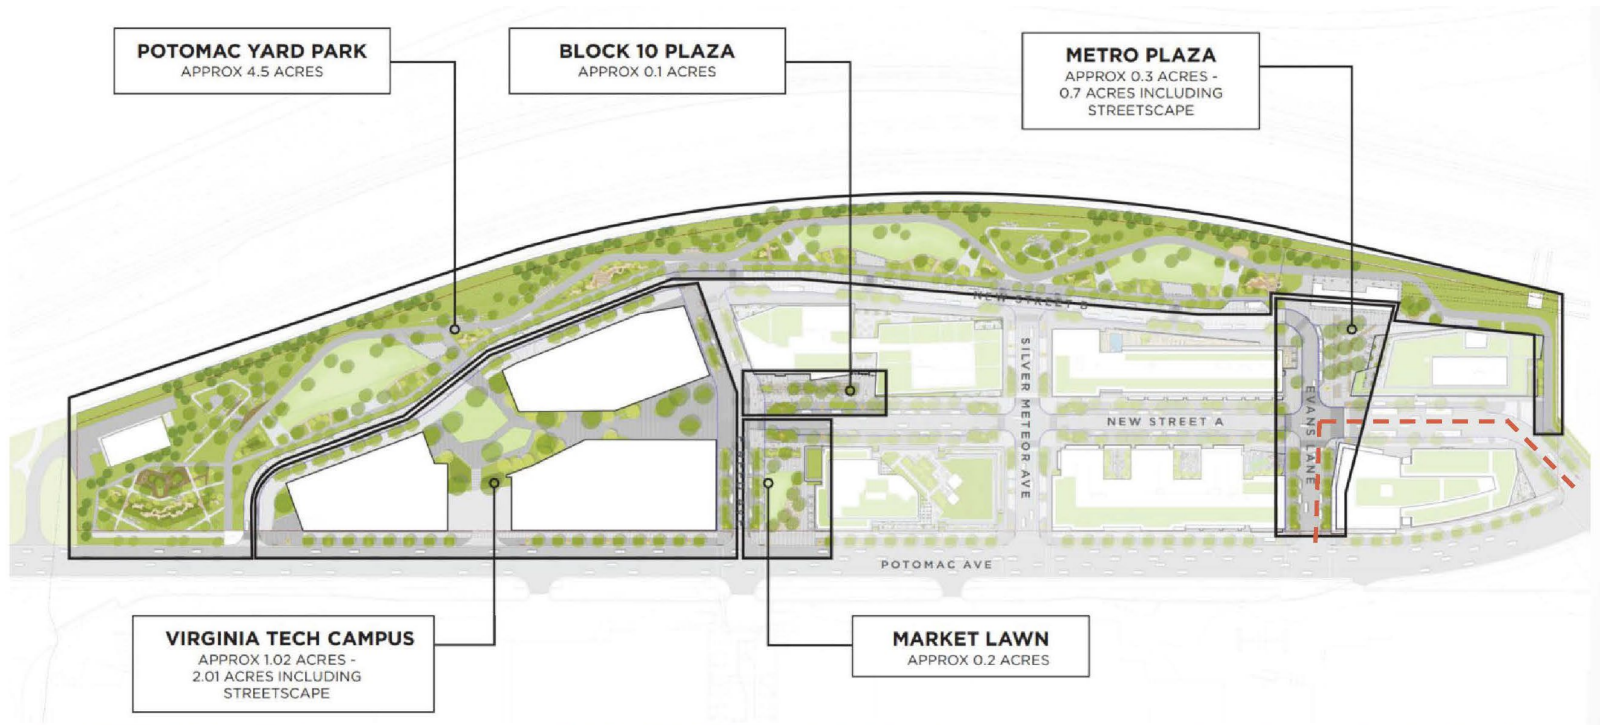 POTOMAC YARD PARK
APPROX 4.5 ACRES
BLOCK 10 PLAZA
APPROX 0.1 ACRES
METRO PLAZA
APPROX 0.3 ACRES -
0.7 ACRES INCLUDING
STREETSCAPE
NEW STREET B
SILVER METEOR AVE
NEW STREET A
EVANS LANE
POTOMAC AVE
VIRGINIA TECH CAMPUS
APPROX 1.02 ACRES -
2.01 ACRES INCLUDING
STREETSCAPE
MARKET LAWN
APPROX 0.2 ACRES